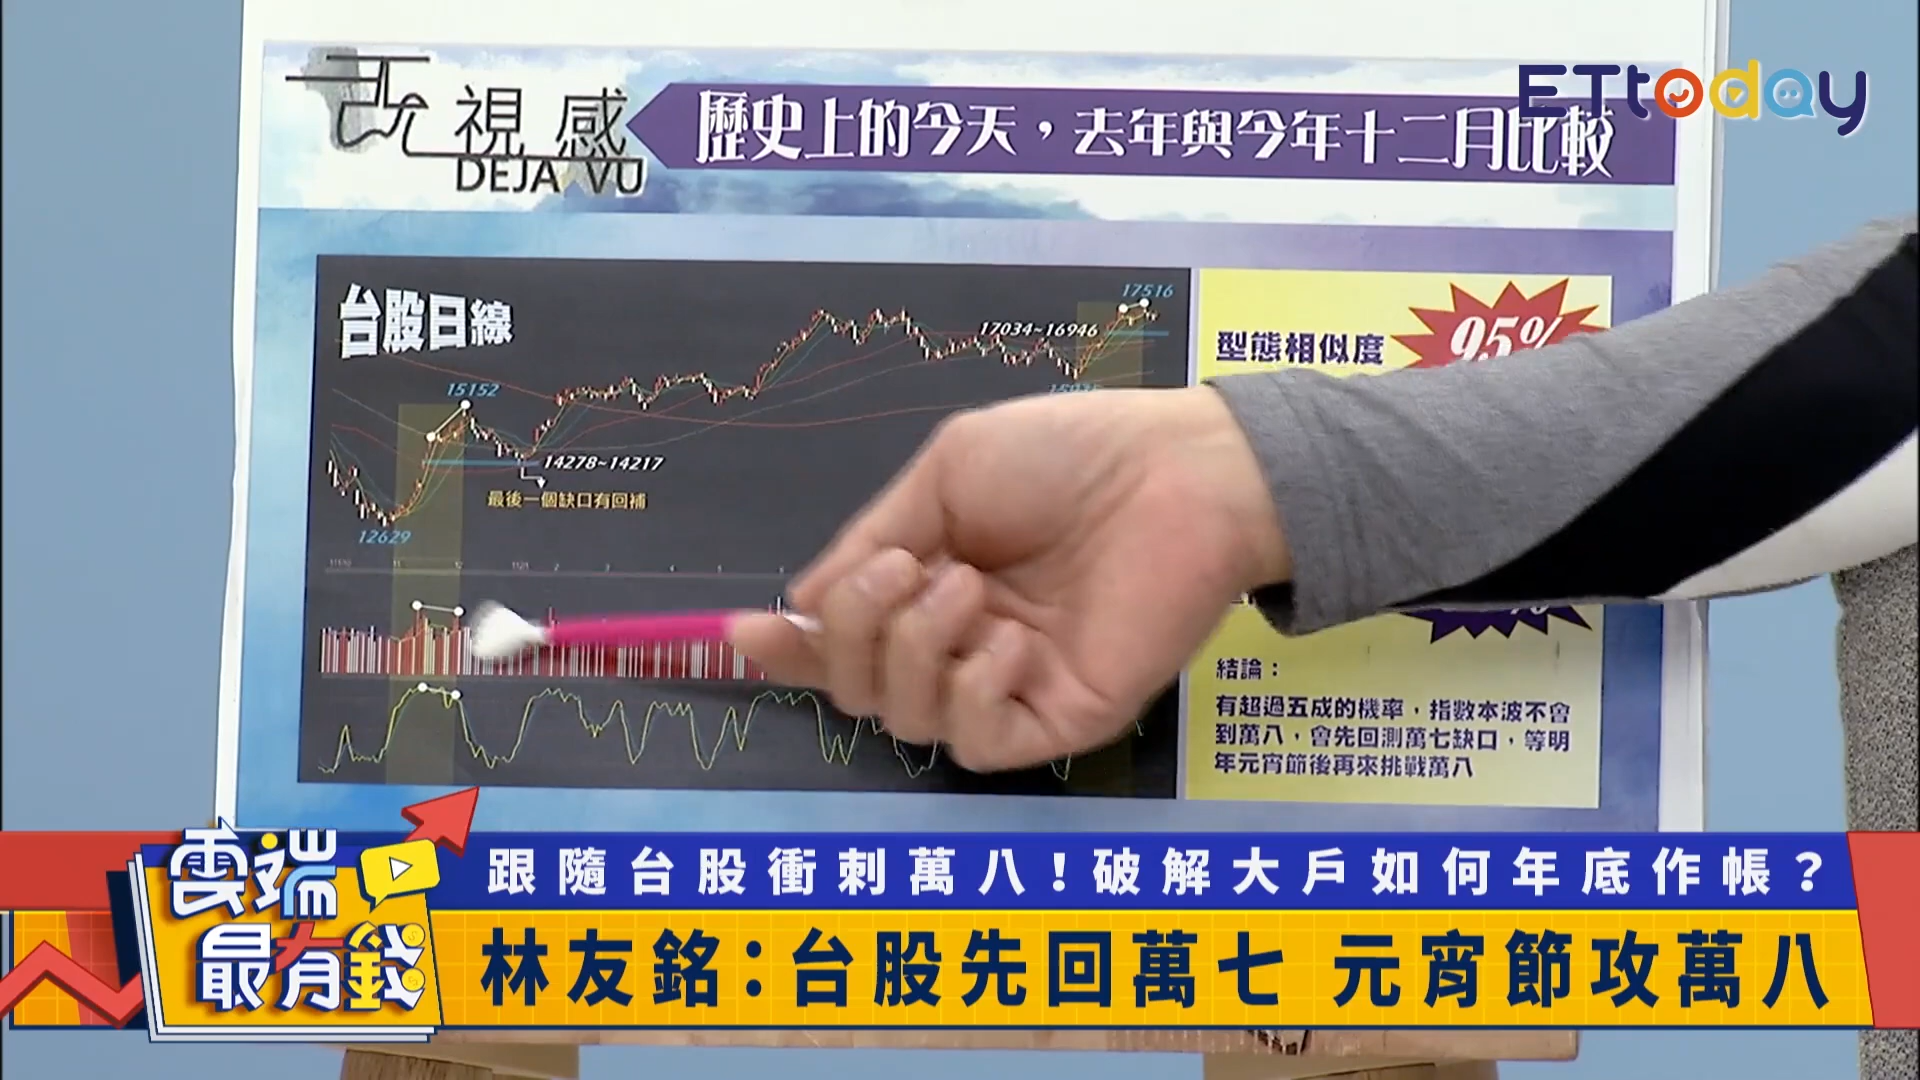 ETtoday
既視感
DEJA VU
歷史上的今天，去年與今年十二月比較
台股日線
17516
17034~16946
15152
14278~14217
最後一個缺口有回補
12629
型態相似度
95%
結論：
有超過五成的機率，指數本波不會
到萬八，會先回測萬七缺口，等明
年元宵節後再來挑戰萬八
雲端
最有錢
跟隨台股衝刺萬八！破解大戶如何年底作帳？
林友銘：台股先回萬七 元宵節攻萬八